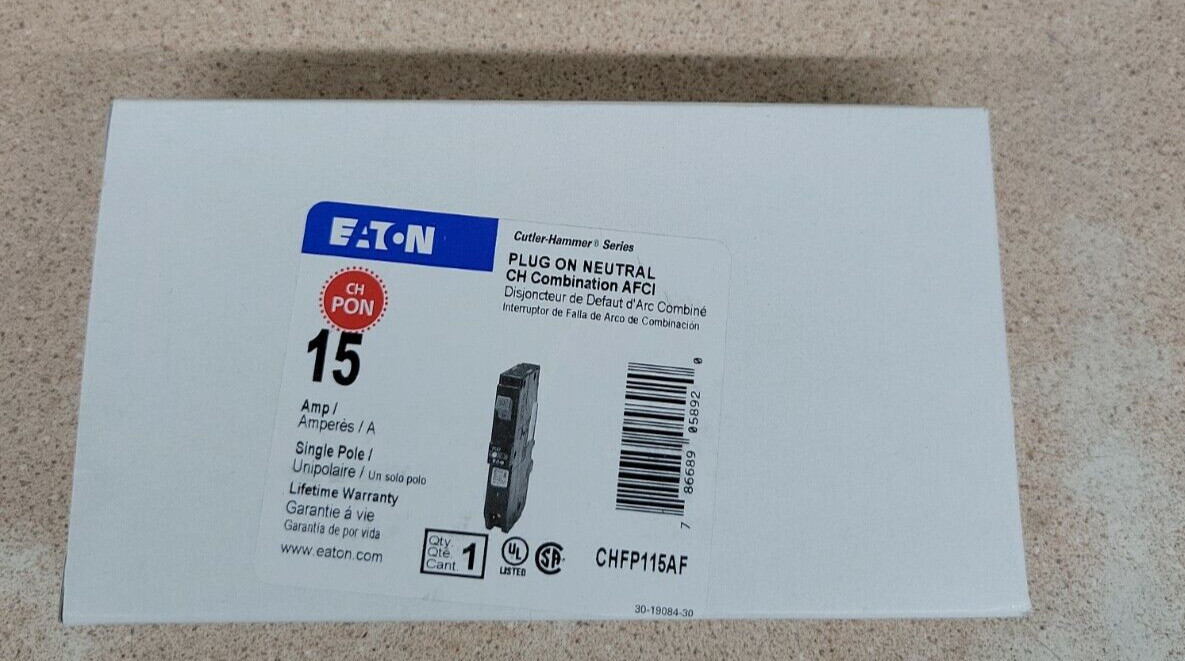 EATON
Cutler-Hammer® Series
PLUG ON NEUTRAL
CH Combination AFCI
Disjoncteur de Defaut d'Arc Combiné
Interruptor de Falla de Arco de Combinación
CH
PON
15
Amp /
Amperès / A
Single Pole /
Unipolaire / Un solo polo
Lifetime Warranty
Garantie á vie
Garantía de por vida
www.eaton.com
Qty.
Qté.
Cant.
1
UL
LISTED
SA
7 86689 05892 0
CHFP115AF
30-19084-30